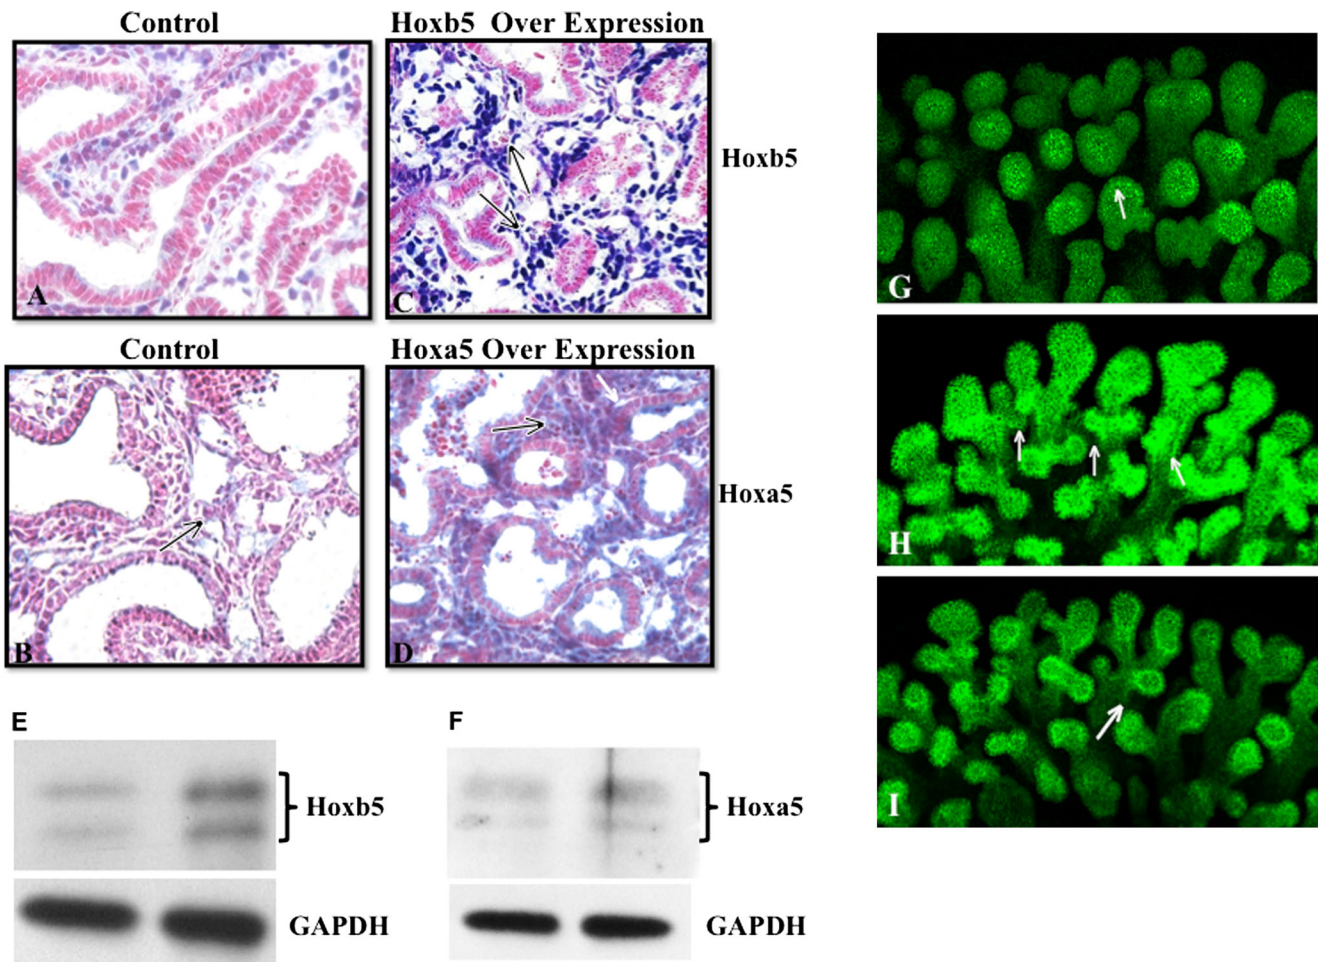 Control
Hoxb5 Over Expression
A
C
Hoxb5
G
Control
Hoxa5 Over Expression
B
D
Hoxa5
H
E
F
I
Hoxb5
Hoxa5
GAPDH
GAPDH